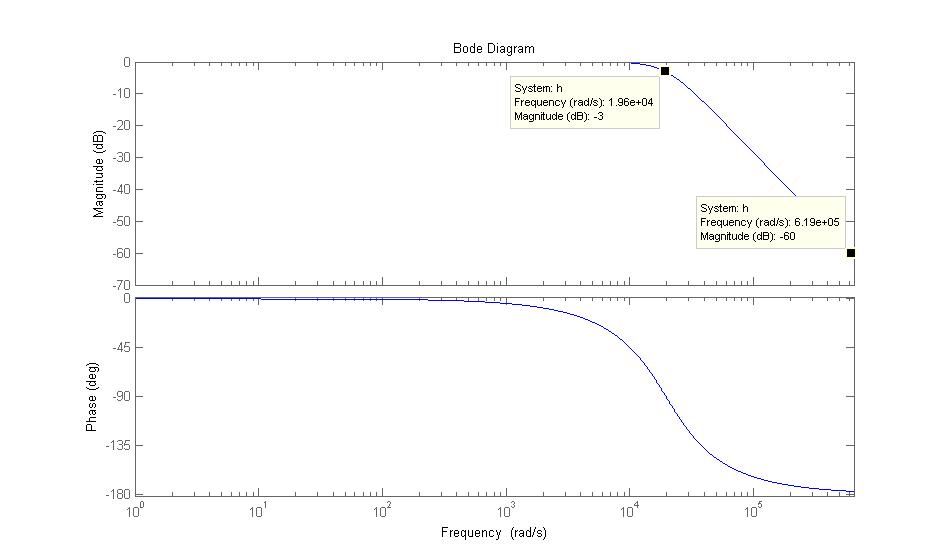 Bode Diagram
Magnitude (dB)
0
-10
-20
-30
-40
-50
-60
-70
System: h
Frequency (rad/s): 1.96e+04
Magnitude (dB): -3
System: h
Frequency (rad/s): 6.19e+05
Magnitude (dB): -60
Phase (deg)
0
-45
-90
-135
-180
10^0 10^1 10^2 10^3 10^4 10^5
Frequency (rad/s)